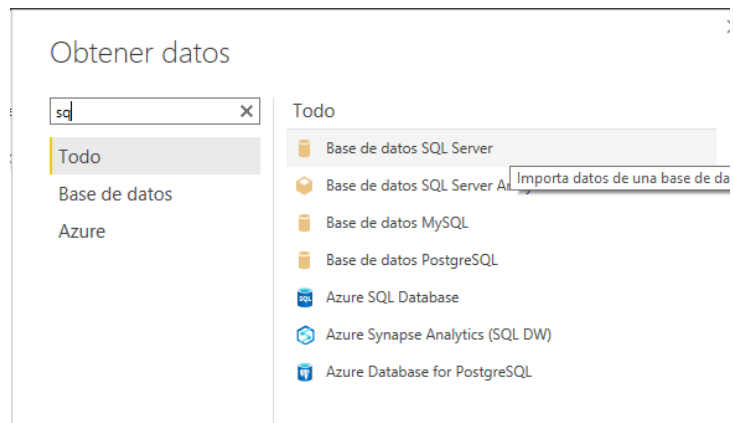 Obtener datos
sq
Todo
Base de datos
Azure
Todo
Base de datos SQL Server
Importa datos de una base de da
Base de datos SQL Server
Base de datos MySQL
Base de datos PostgreSQL
Azure SQL Database
Azure Synapse Analytics (SQL DW)
Azure Database for PostgreSQL